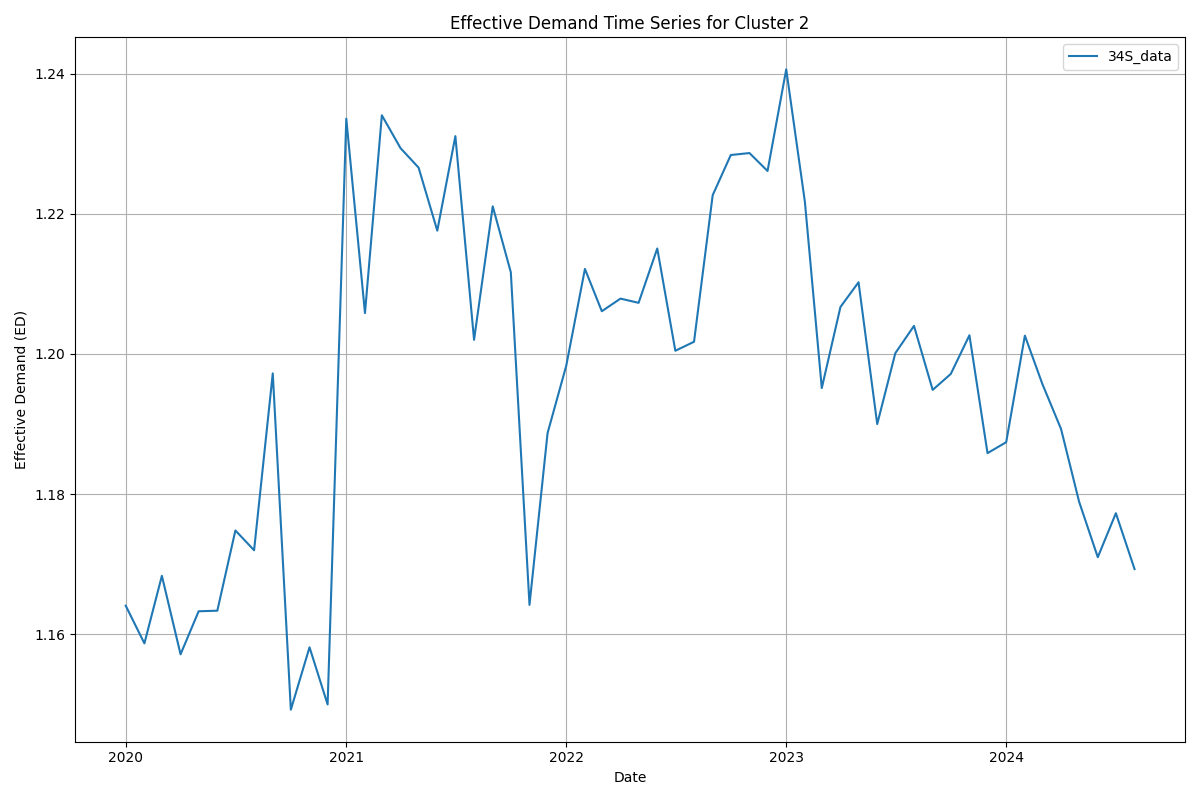 Effective Demand Time Series for Cluster 2
34S_data
Effective Demand (ED)
1.24
1.22
1.20
1.18
1.16
2020
2021
2022
2023
2024
Date